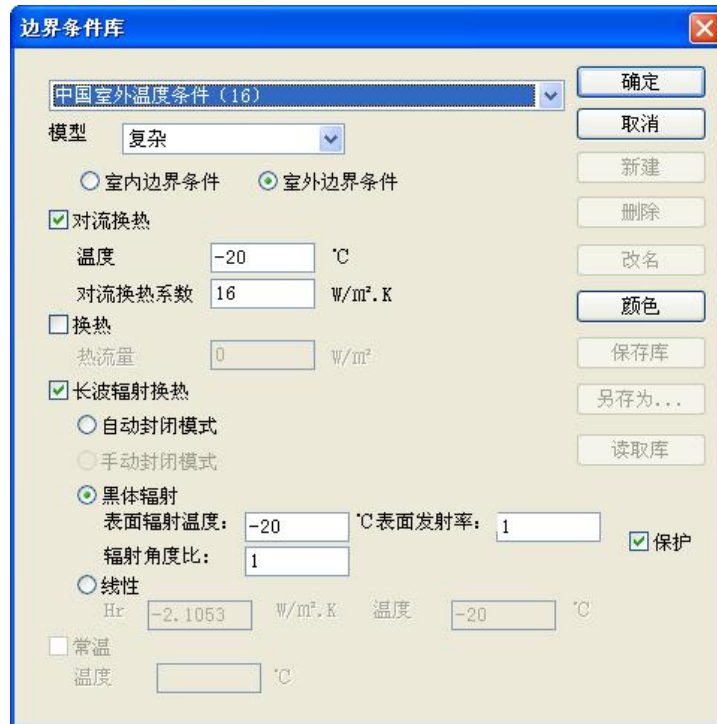 边界条件库
中国室外温度条件（16）
确定
模型 复杂
取消
新建
室内边界条件 室外边界条件
对流换热
删除
温度 -20 ℃
改名
对流换热系数 16 W/m².K
颜色
换热
热流量 0 W/m²
保存库
长波辐射换热
另存为...
自动封闭模式
手动封闭模式
读取库
黑体辐射
表面辐射温度: -20 ℃表面发射率: 1
保护
辐射角度比: 1
线性
Hr -2.1053 W/m².K 温度 -20 ℃
常温
温度 ℃